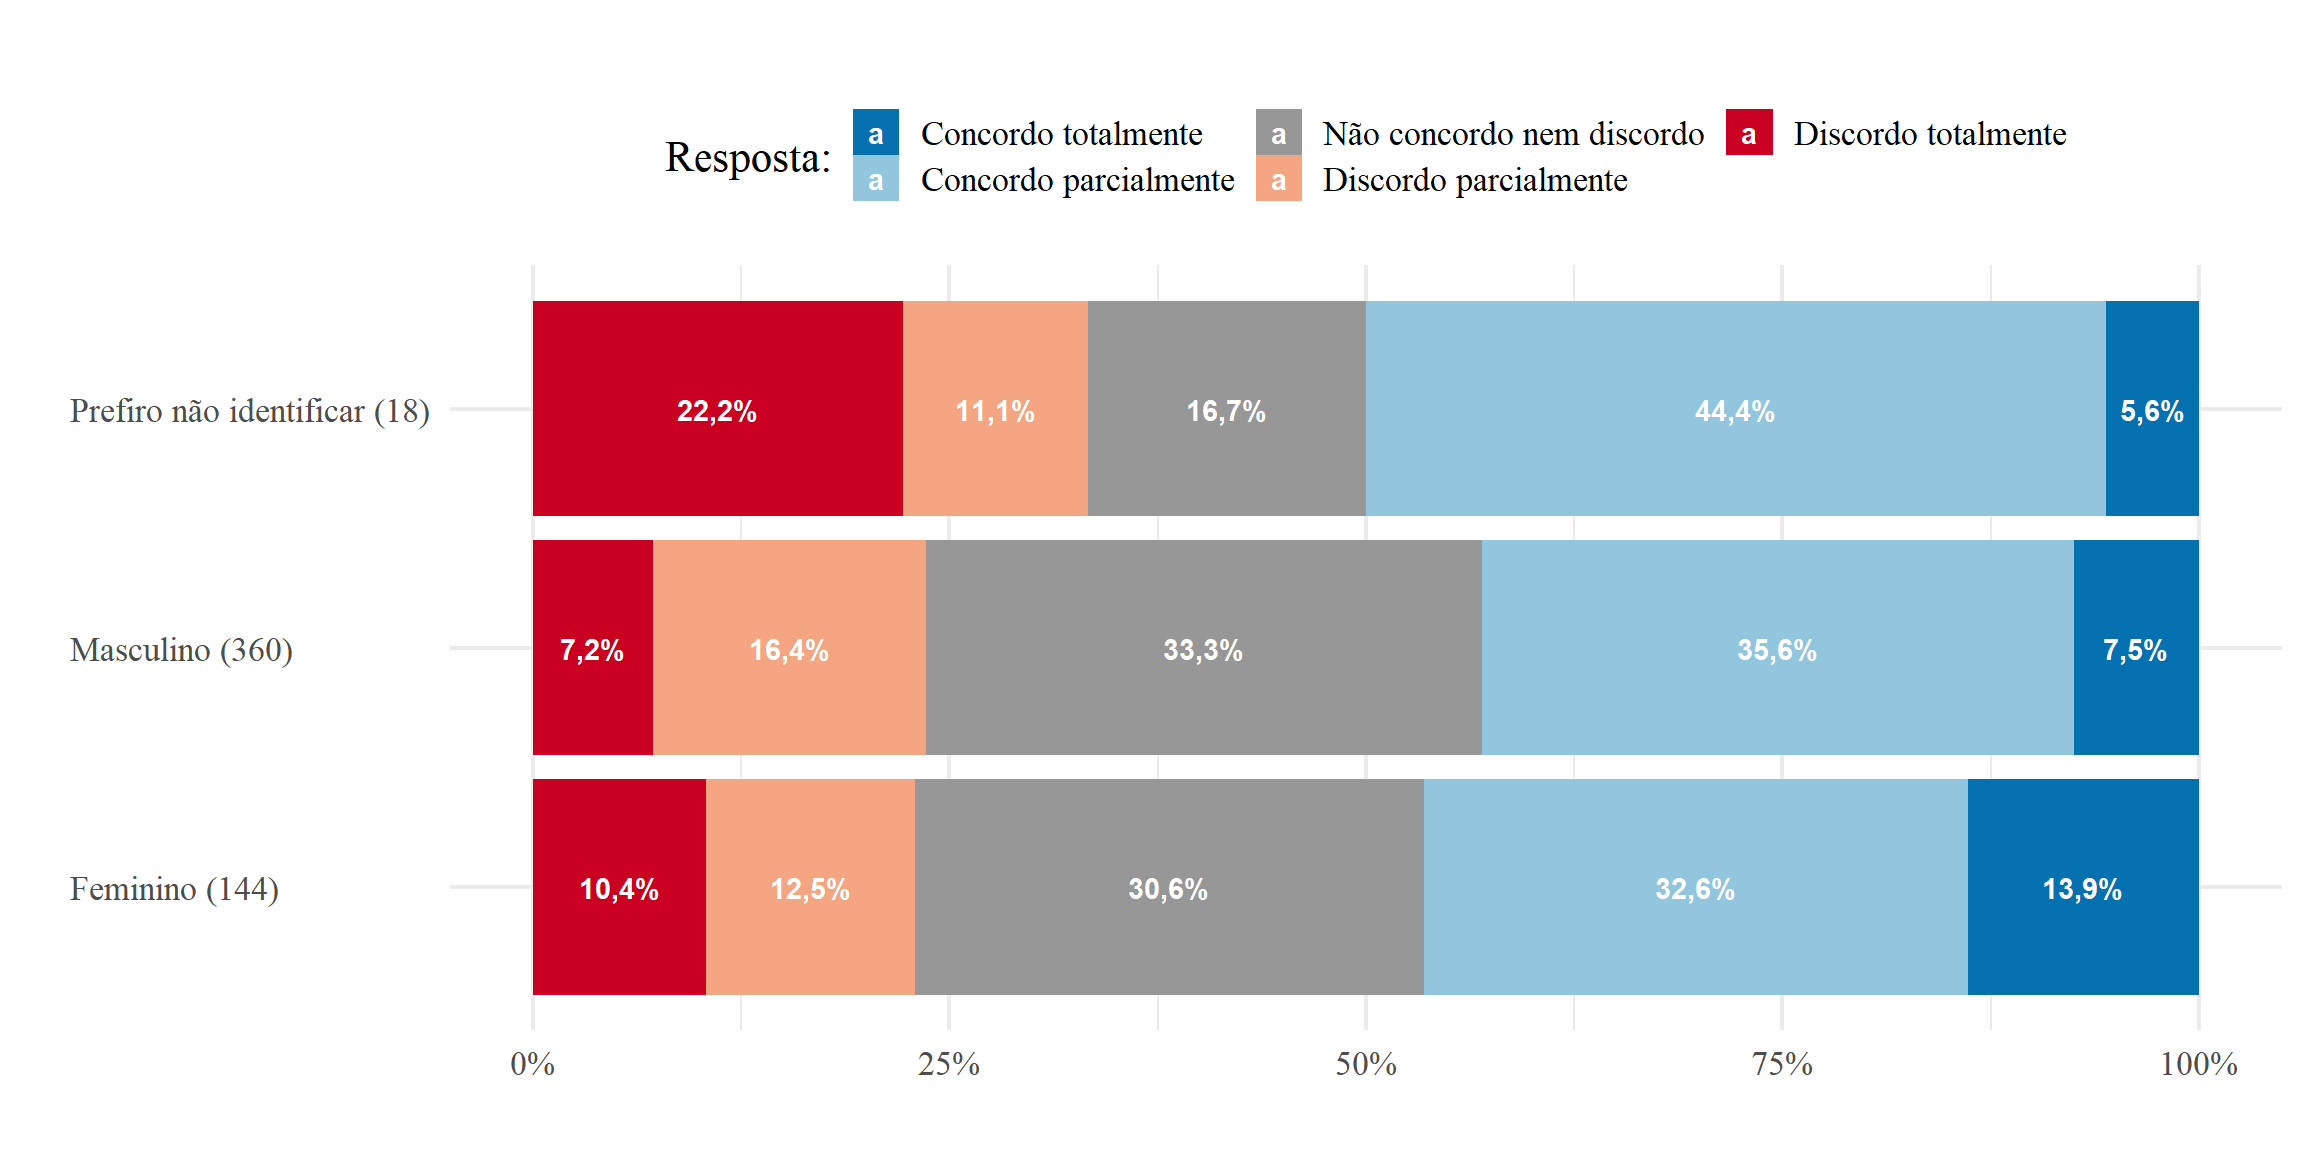 Resposta:
a Concordo totalmente
a Concordo parcialmente
a Não concordo nem discordo
a Discordo parcialmente
a Discordo totalmente
Prefiro não identificar (18)
22,2% 11,1% 16,7% 44,4% 5,6%
Masculino (360)
7,2% 16,4% 33,3% 35,6% 7,5%
Feminino (144)
10,4% 12,5% 30,6% 32,6% 13,9%
0% 25% 50% 75% 100%